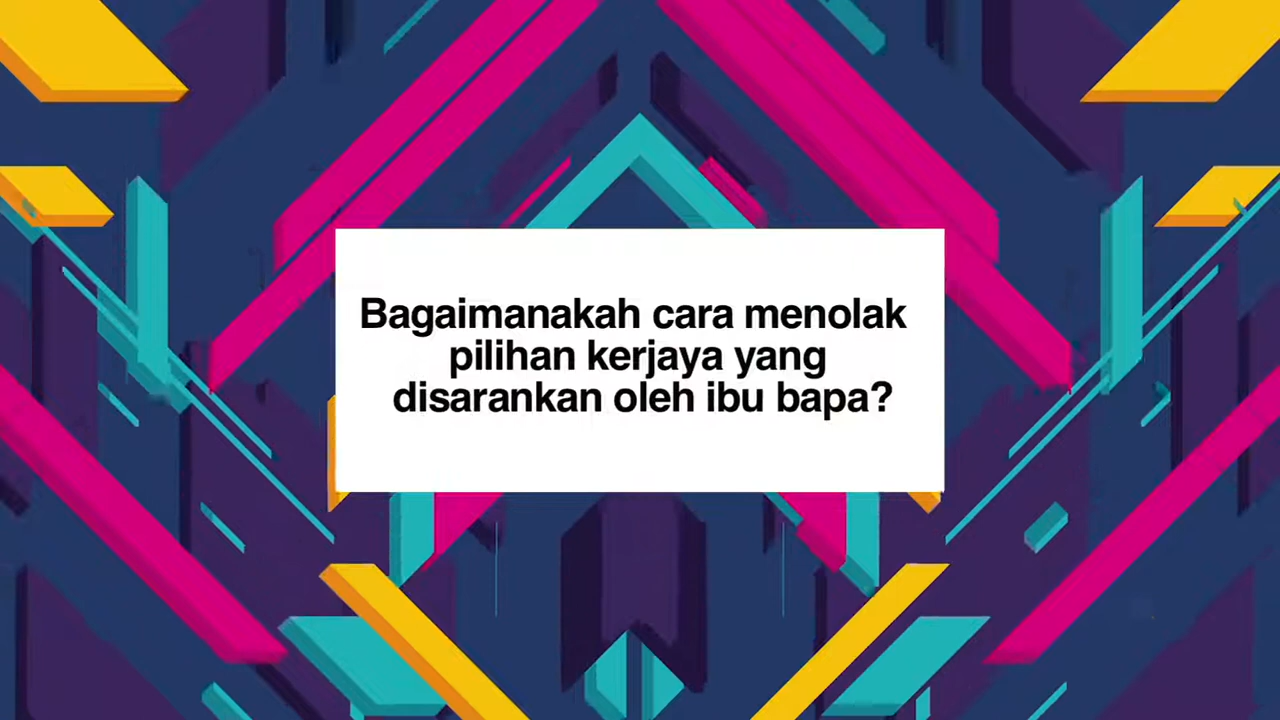 Bagaimanakah cara menolak
pilihan kerjaya yang
disarankan oleh ibu bapa?